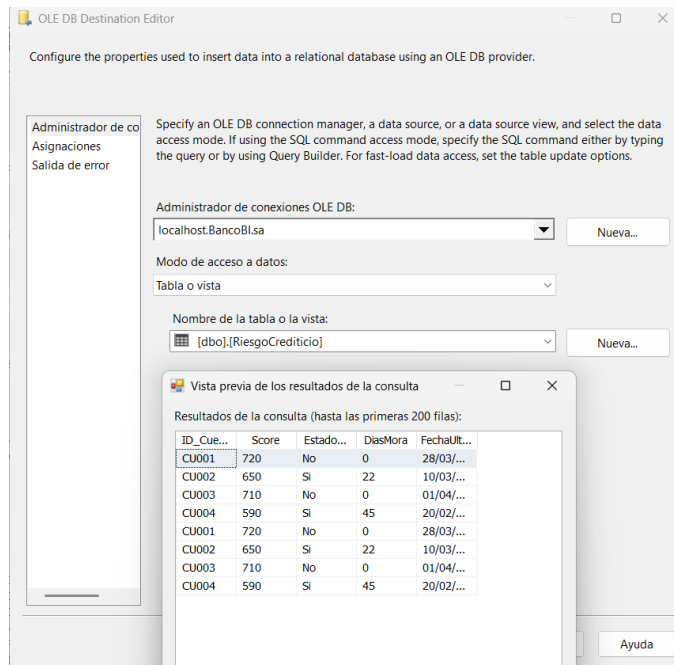 OLE DB Destination Editor
Configure the properties used to insert data into a relational database using an OLE DB provider.
Administrador de co
Asignaciones
Salida de error
Specify an OLE DB connection manager, a data source, or a data source view, and select the data
access mode. If using the SQL command access mode, specify the SQL command either by typing
the query or by using Query Builder. For fast-load data access, set the table update options.
Administrador de conexiones OLE DB:
localhost.BancoBI.sa
Nueva...
Modo de acceso a datos:
Tabla o vista
Nombre de la tabla o la vista:
[dbo].[RiesgoCrediticio]
Nueva...
Vista previa de los resultados de la consulta
Resultados de la consulta (hasta las primeras 200 filas):
ID_Cue... Score Estado... DiasMora FechaUlt...
CU001 720 No 0 28/03/...
CU002 650 Si 22 10/03/...
CU003 710 No 0 01/04/...
CU004 590 Si 45 20/02/...
CU001 720 No 0 28/03/...
CU002 650 Si 22 10/03/...
CU003 710 No 0 01/04/...
CU004 590 Si 45 20/02/...
Ayuda